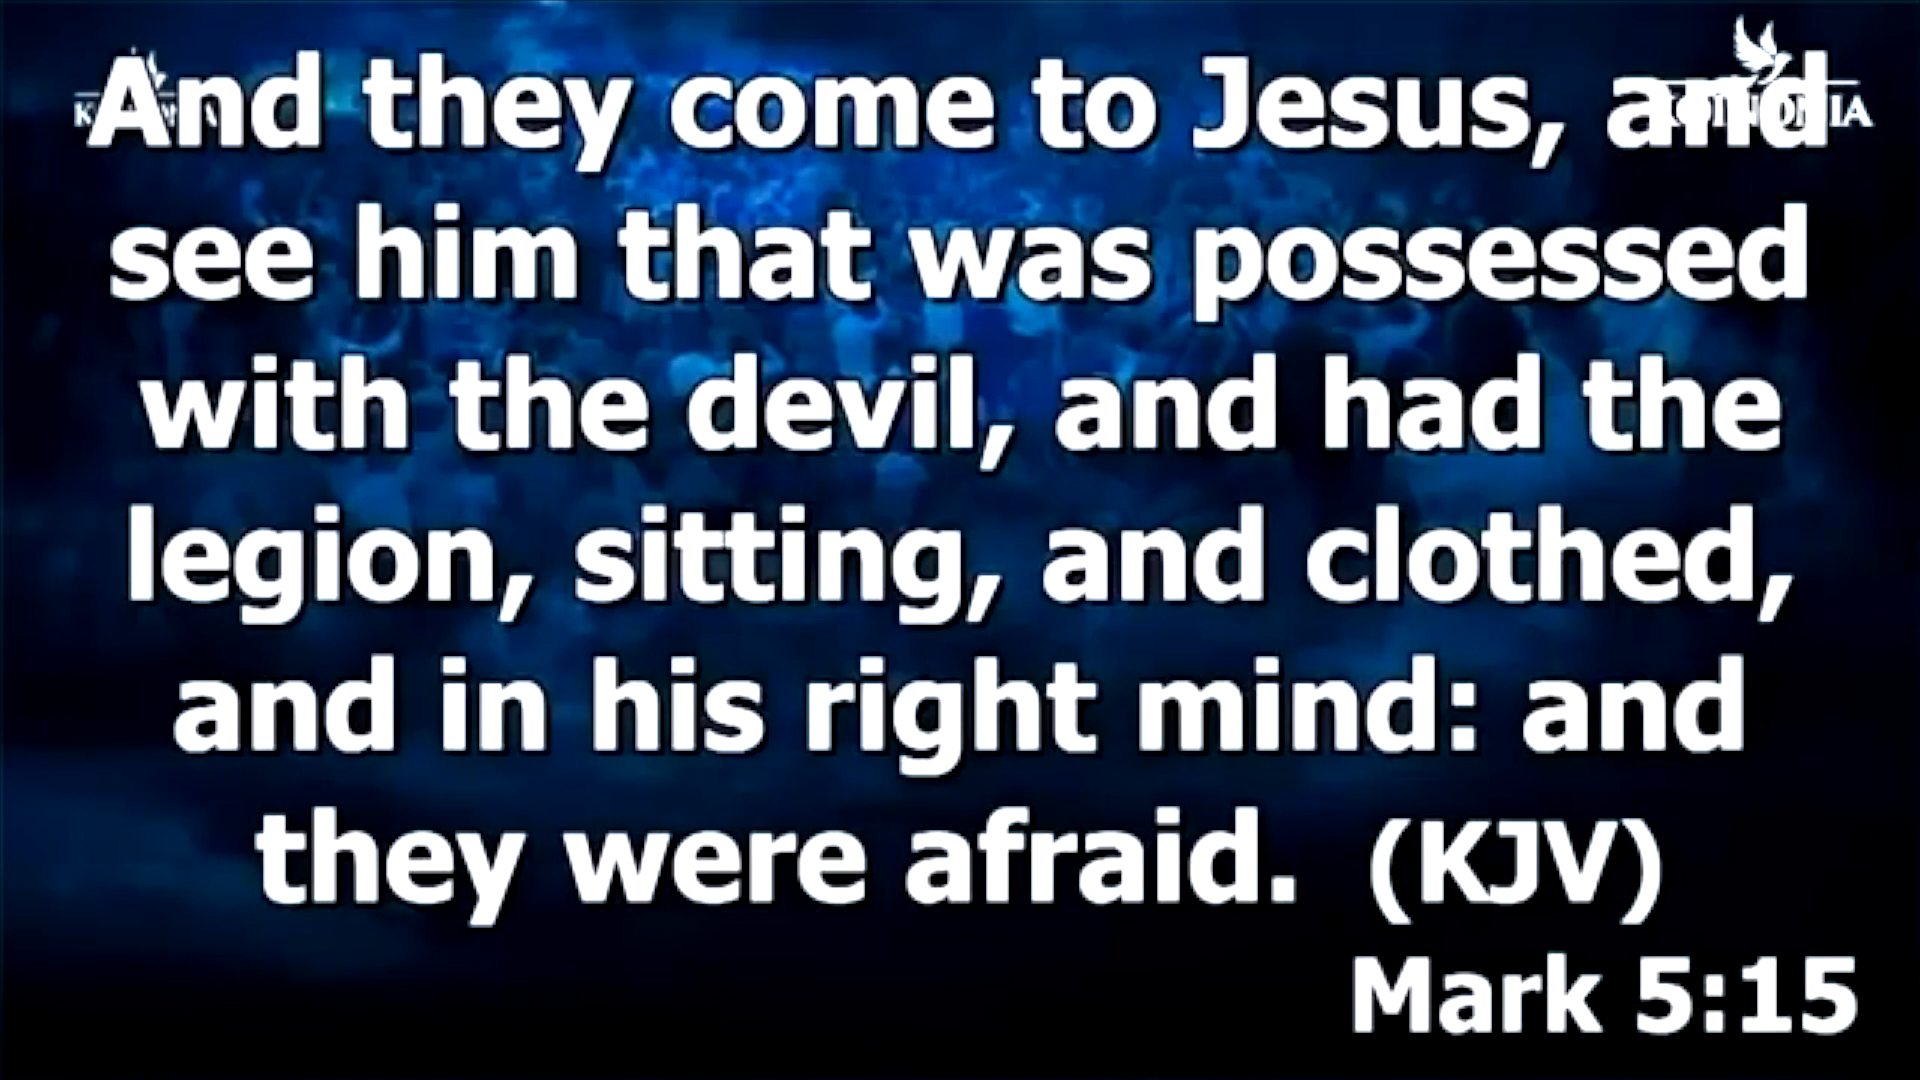 And they come to Jesus, and
see him that was possessed
with the devil, and had the
legion, sitting, and clothed,
and in his right mind: and
they were afraid. (KJV)
Mark 5:15
KOINONIA